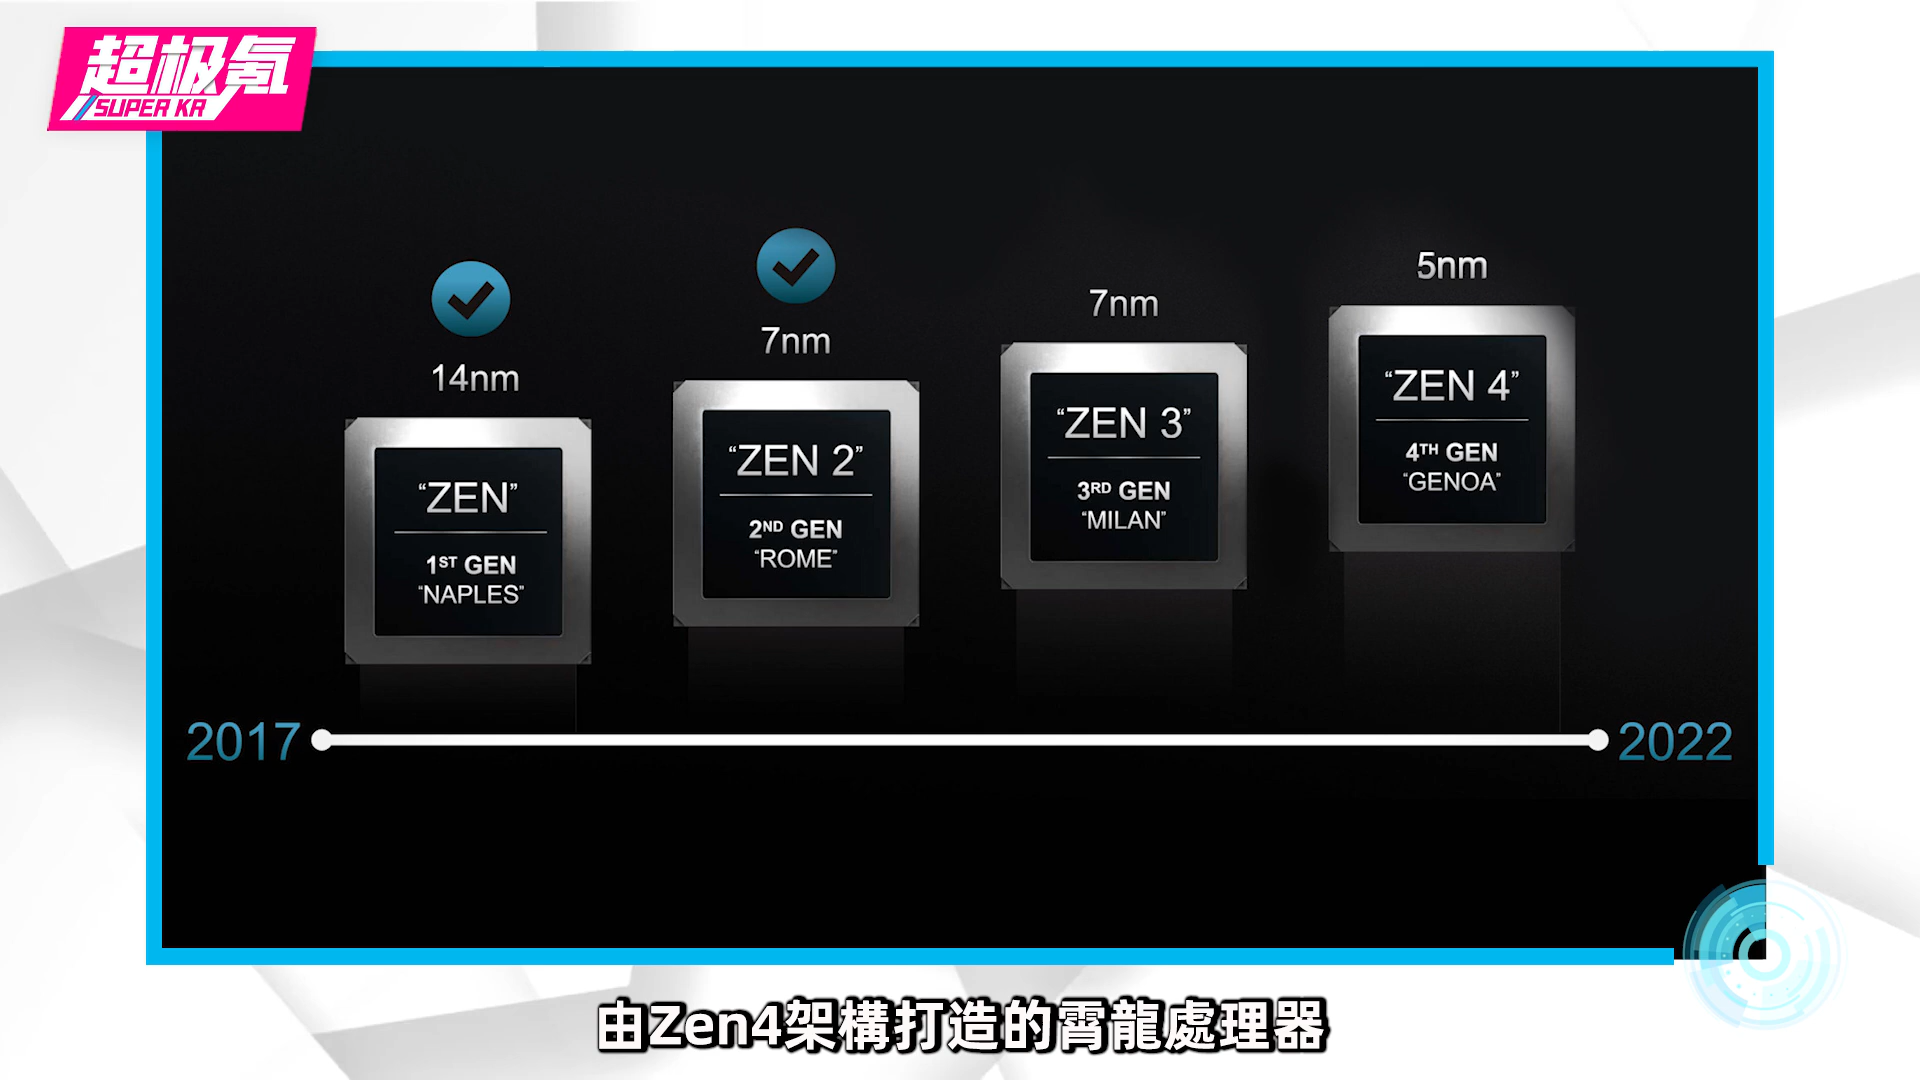 超极氪
SUPER KR
14nm
“ZEN”
1ST GEN
“NAPLES”
7nm
“ZEN 2”
2ND GEN
“ROME”
7nm
“ZEN 3”
3RD GEN
“MILAN”
5nm
“ZEN 4”
4TH GEN
“GENOA”
2017
2022
由Zen4架構打造的霄龍處理器